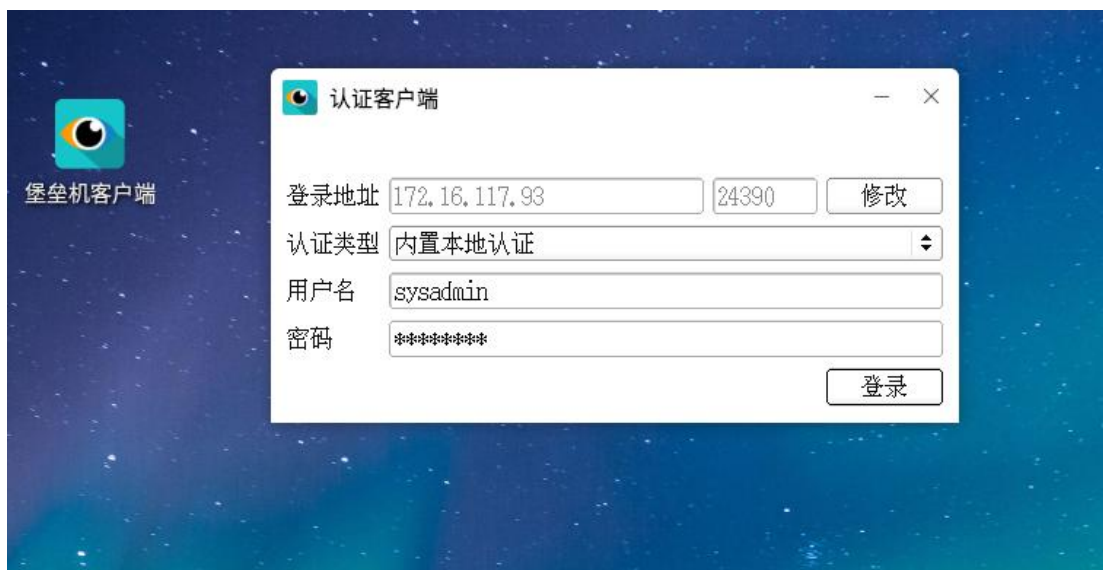 认证客户端
堡垒机客户端
登录地址 172.16.117.93 24390 修改
认证类型 内置本地认证
用户名 sysadmin
密码 ********
登录